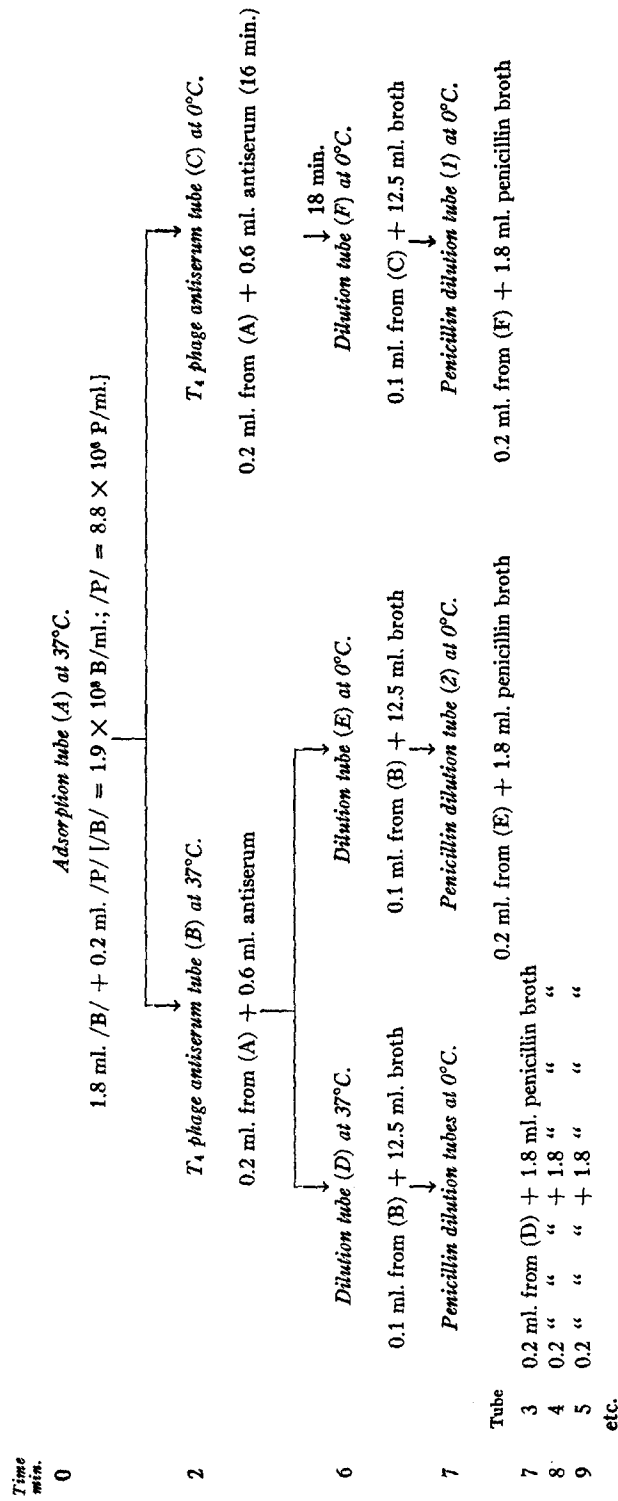 Time
min.
0
Adsorption tube (A) at 37°C.
1.8 ml. /B/ + 0.2 ml. /P/ [/B/ = 1.9 × 10⁸ B/ml.; /P/ = 8.8 × 10⁶ P/ml.]
2
T₄ phage antiserum tube (B) at 37°C.
T₄ phage antiserum tube (C) at 0°C.
0.2 ml. from (A) + 0.6 ml. antiserum
0.2 ml. from (A) + 0.6 ml. antiserum (16 min.)
↓ 18 min.
6
Dilution tube (D) at 37°C.
Dilution tube (E) at 0°C.
Dilution tube (F) at 0°C.
0.1 ml. from (B) + 12.5 ml. broth
0.1 ml. from (B) + 12.5 ml. broth
0.1 ml. from (C) + 12.5 ml. broth
7
Penicillin dilution tubes at 0°C.
Penicillin dilution tube (2) at 0°C.
Penicillin dilution tube (1) at 0°C.
0.2 ml. from (E) + 1.8 ml. penicillin broth
0.2 ml. from (F) + 1.8 ml. penicillin broth
Tube
7 3 0.2 ml. from (D) + 1.8 ml. penicillin broth
8 4 0.2 “ “ “ + 1.8 “ “ “
9 5 0.2 “ “ “ + 1.8 “ “ “
etc.